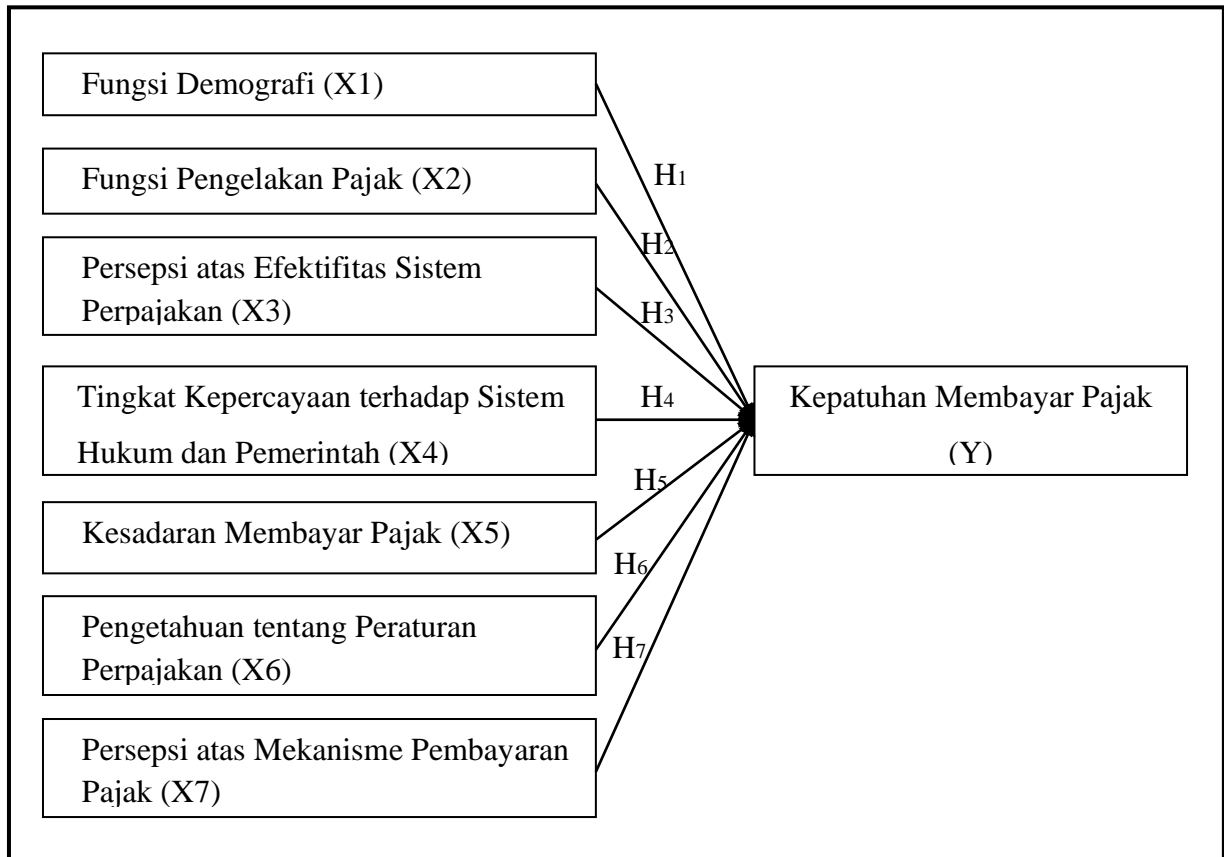 Fungsi Demografi (X1)
Fungsi Pengelakan Pajak (X2)
Persepsi atas Efektifitas Sistem
Perpajakan (X3)
Tingkat Kepercayaan terhadap Sistem
Hukum dan Pemerintah (X4)
Kesadaran Membayar Pajak (X5)
Pengetahuan tentang Peraturan
Perpajakan (X6)
Persepsi atas Mekanisme Pembayaran
Pajak (X7)
H1
H2
H3
H4
H5
H6
H7
Kepatuhan Membayar Pajak
(Y)